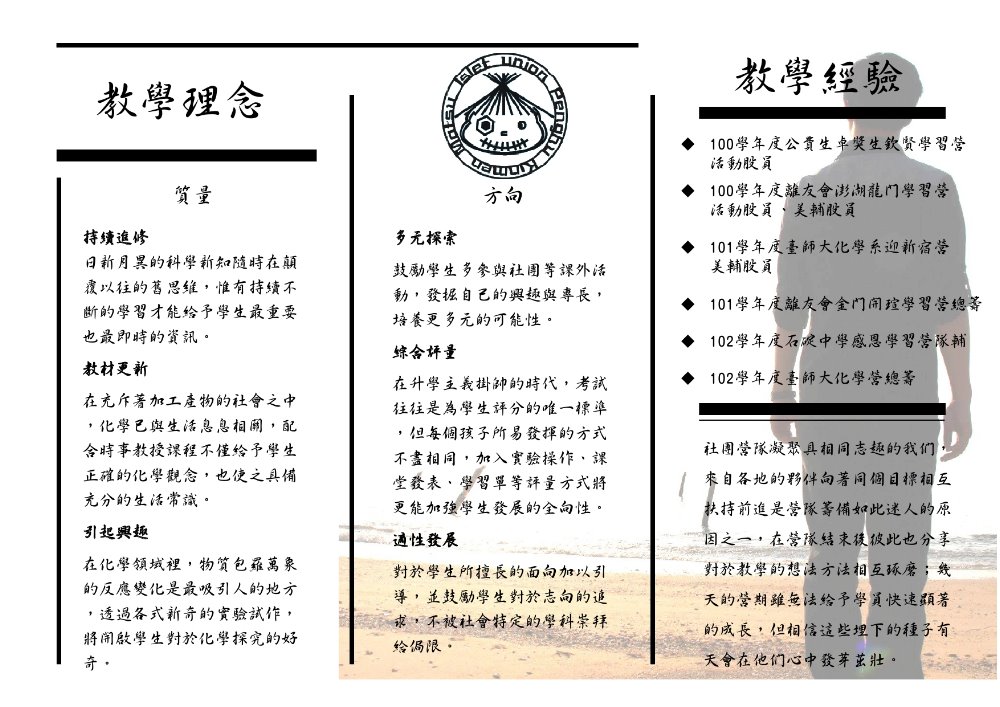 教學理念
質量
持續進修
日新月異的科學新知隨時在顛
覆以往的舊思維，惟有持續不
斷的學習才能給予學生最重要
也最即時的資訊。
教材更新
在充斥著加工產物的社會之中
，化學已與生活息息相關，配
合時事教授課程不僅給予學生
正確的化學觀念，也使之具備
充分的生活常識。
引起興趣
在化學領域裡，物質包羅萬象
的反應變化是最吸引人的地方
，透過各式新奇的實驗試作，
將開啟學生對於化學探究的好
奇。
Matsu Islet union Penghu Kinmen
方向
多元探索
鼓勵學生多參與社團等課外活
動，發掘自己的興趣與專長，
培養更多元的可能性。
綜合評量
在升學主義掛帥的時代，考試
往往是為學生評分的唯一標準
，但每個孩子所易發揮的方式
不盡相同，加入實驗操作、課
堂發表、學習單等評量方式將
更能加強學生發展的全向性。
適性發展
對於學生所擅長的面向加以引
導，並鼓勵學生對於志向的追
求，不被社會特定的學科崇拜
給侷限。
教學經驗
◆ 100學年度公費生卓獎生欽賢學習營
活動股員
◆ 100學年度離友會澎湖龍門學習營
活動股員、美輔股員
◆ 101學年度臺師大化學系迎新宿營
美輔股員
◆ 101學年度離友會金門開瑄學習營總籌
◆ 102學年度石碇中學感恩學習營隊輔
◆ 102學年度臺師大化學營總籌
社團營隊凝聚具相同志趣的我們，
來自各地的夥伴向著同個目標相互
扶持前進是營隊籌備如此迷人的原
因之一，在營隊結束後彼此也分享
對於教學的想法方法相互琢磨；幾
天的營期雖無法給予學員快速顯著
的成長，但相信這些埋下的種子有
天會在他們心中發芽茁壯。